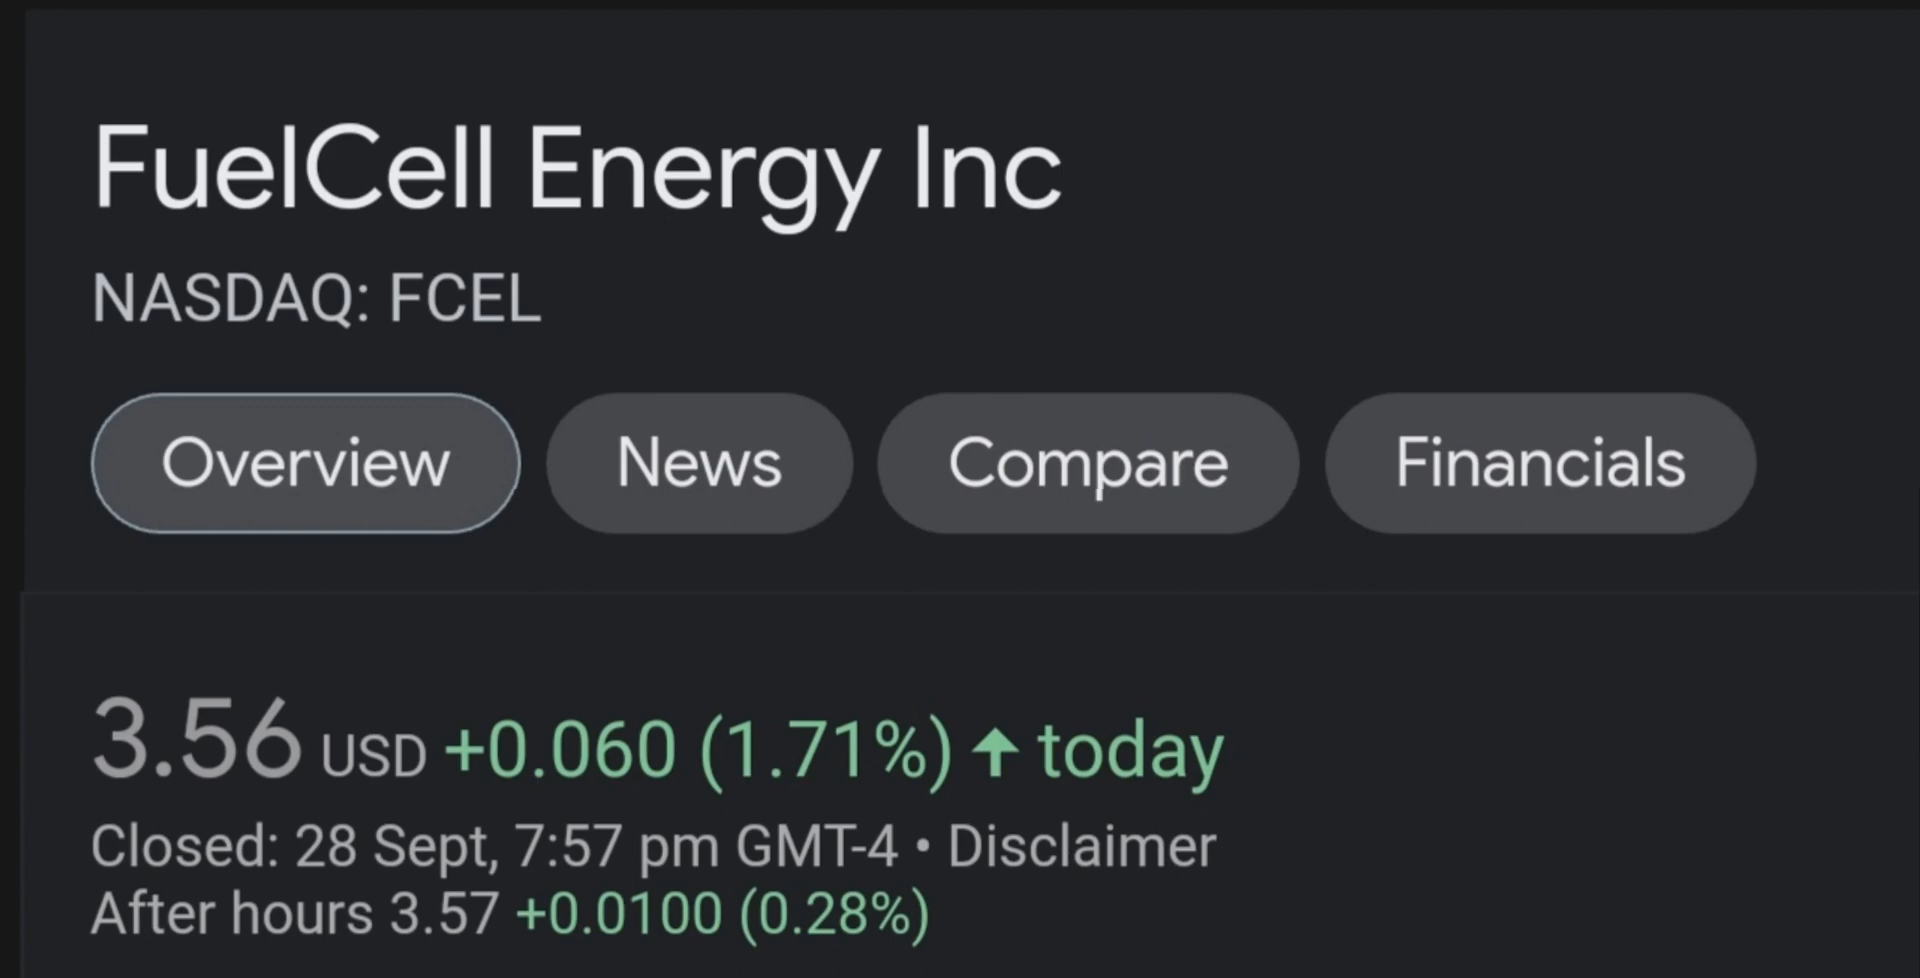 FuelCell Energy Inc
NASDAQ: FCEL
Overview News Compare Financials
3.56 USD +0.060 (1.71%) ↑ today
Closed: 28 Sept, 7:57 pm GMT-4 • Disclaimer
After hours 3.57 +0.0100 (0.28%)